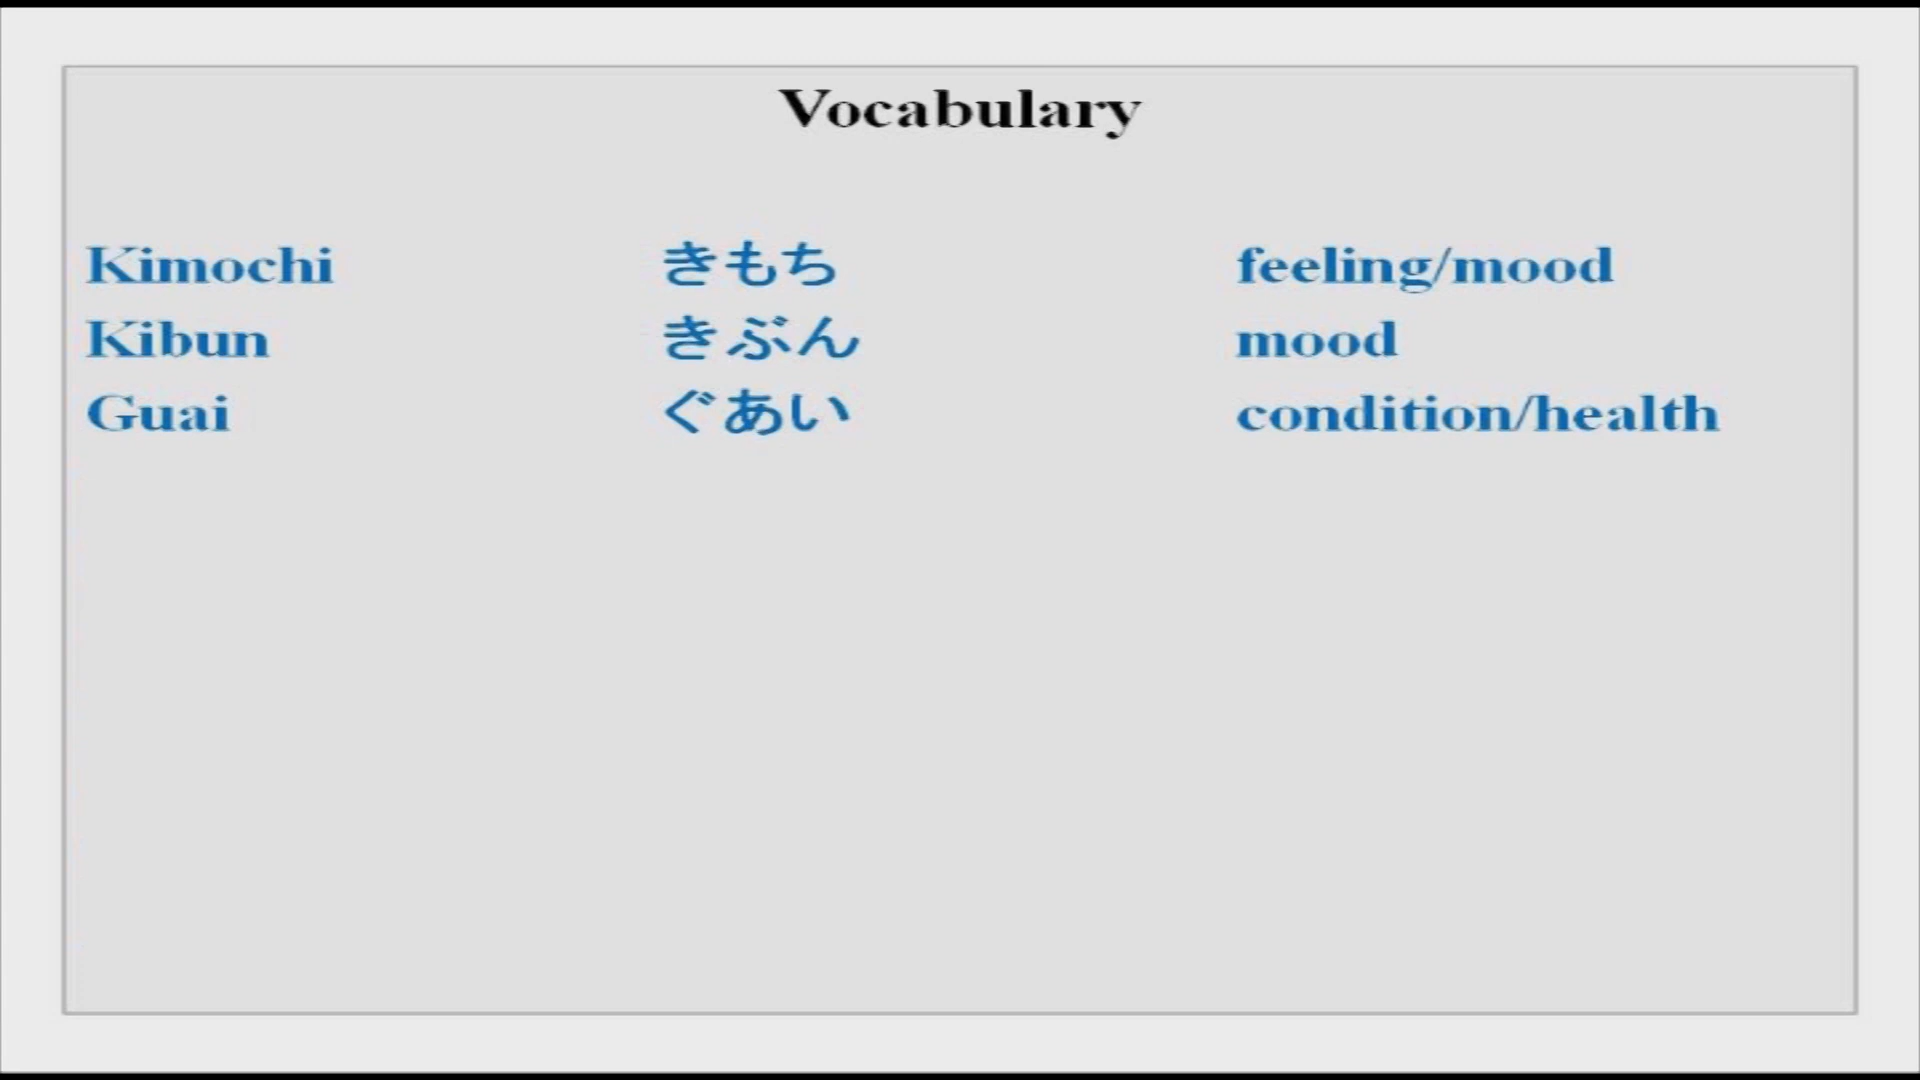 Vocabulary
Kimochi きもち feeling/mood
Kibun きぶん mood
Guai ぐあい condition/health